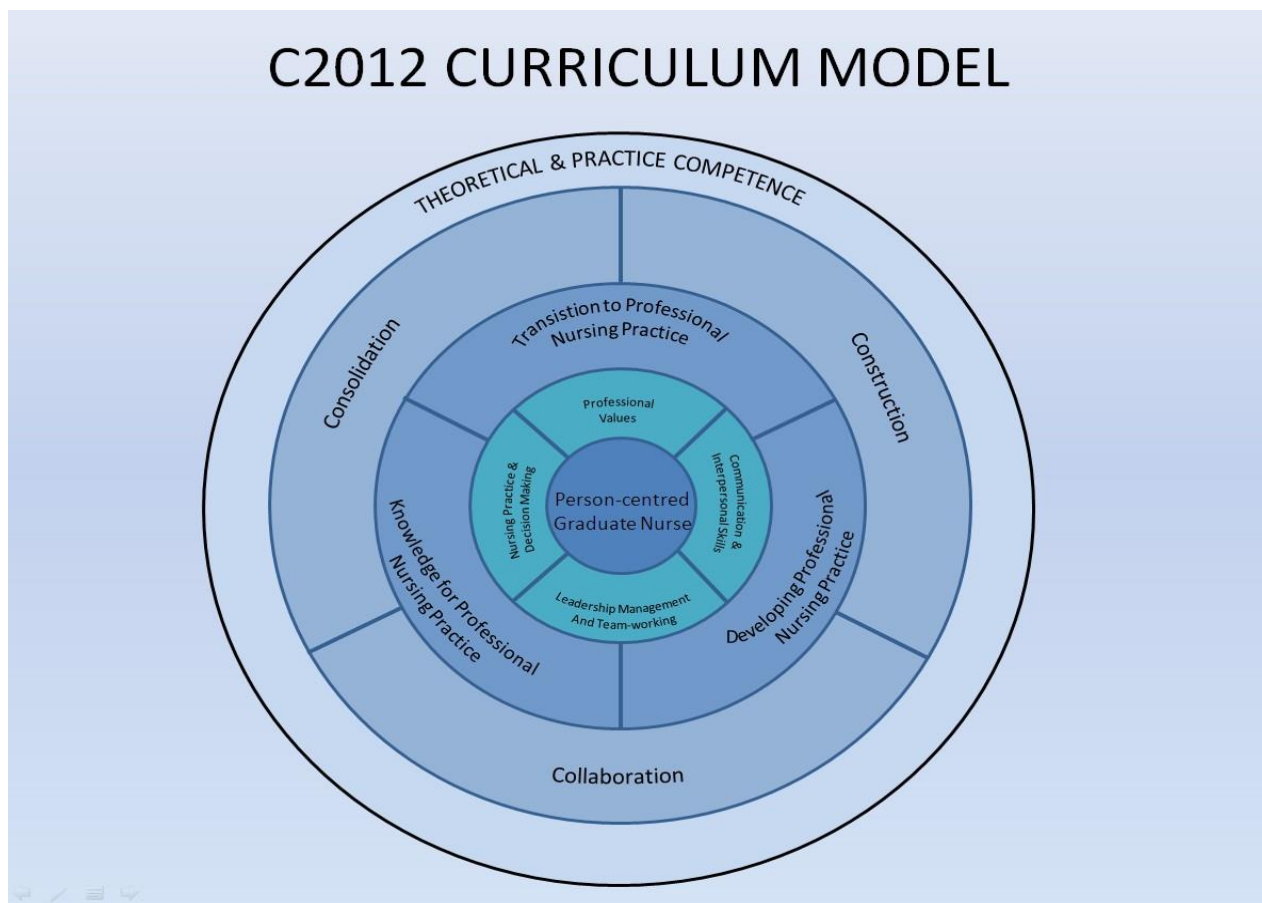 C2012 CURRICULUM MODEL
THEORETICAL & PRACTICE COMPETENCE
Consolidation
Construction
Transistion to Professional
Nursing Practice
Professional
Values
Nursing Practice &
Decision Making
Communication &
Interpersonal Skills
Person-centred
Graduate Nurse
Knowledge for Professional
Nursing Practice
Developing Professional
Nursing Practice
Leadership Management
And Team-working
Collaboration